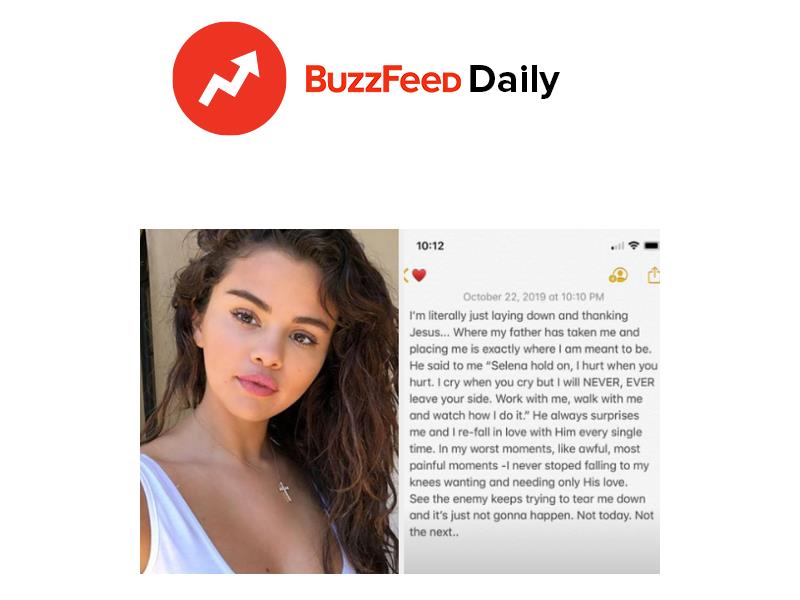 BuzzFeed Daily
10:12
October 22, 2019 at 10:10 PM
I'm literally just laying down and thanking
Jesus... Where my father has taken me and
placing me is exactly where I am meant to be.
He said to me “Selena hold on, I hurt when you
hurt. I cry when you cry but I will NEVER, EVER
leave your side. Work with me, walk with me
and watch how I do it.” He always surprises
me and I re-fall in love with Him every single
time. In my worst moments, like awful, most
painful moments -I never stoped falling to my
knees wanting and needing only His love.
See the enemy keeps trying to tear me down
and it's just not gonna happen. Not today. Not
the next..